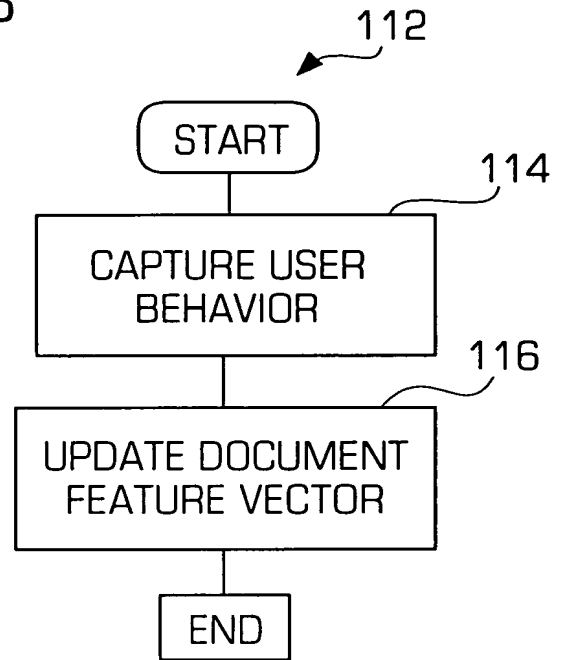 112
START
114
CAPTURE USER
BEHAVIOR
116
UPDATE DOCUMENT
FEATURE VECTOR
END